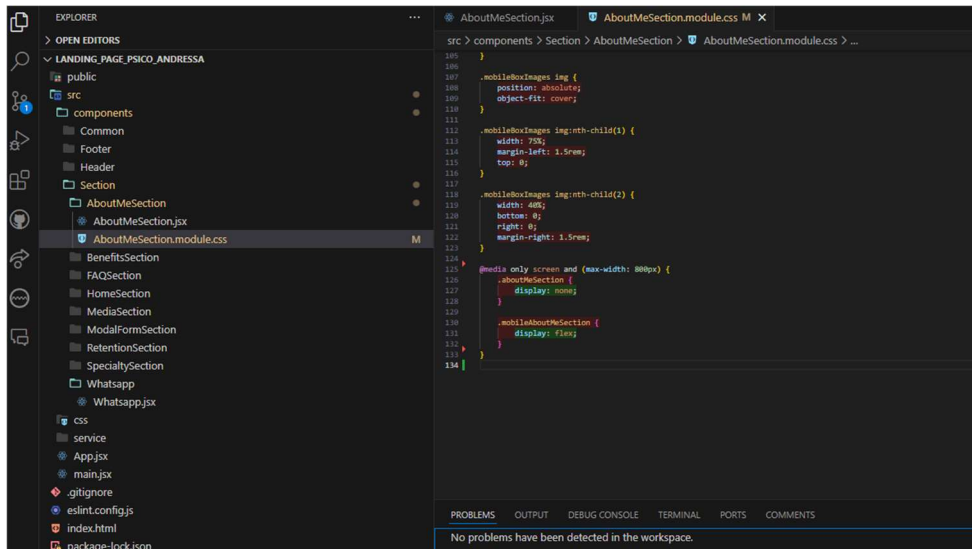 EXPLORER
OPEN EDITORS
LANDING_PAGE_PSICO_ANDRESSA
public
src
components
Common
Footer
Header
Section
AboutMeSection
AboutMeSection.jsx
AboutMeSection.module.css M
BenefitsSection
FAQSection
HomeSection
MediaSection
ModalFormSection
RetentionSection
SpecialtySection
Whatsapp
Whatsapp.jsx
css
service
App.jsx
main.jsx
.gitignore
eslint.config.js
index.html
package-lock.json
1
AboutMeSection.jsx AboutMeSection.module.css M
src > components > Section > AboutMeSection > AboutMeSection.module.css > ...
105 }
106
107 .mobileBoxImages img {
108 position: absolute;
109 object-fit: cover;
110 }
111
112 .mobileBoxImages img:nth-child(1) {
113 width: 75%;
114 margin-left: 1.5rem;
115 top: 0;
116 }
117
118 .mobileBoxImages img:nth-child(2) {
119 width: 40%;
120 bottom: 0;
121 right: 0;
122 margin-right: 1.5rem;
123 }
124
125 @media only screen and (max-width: 800px) {
126 .aboutMeSection {
127 display: none;
128 }
129
130 .mobileAboutMeSection {
131 display: flex;
132 }
133 }
134
PROBLEMS OUTPUT DEBUG CONSOLE TERMINAL PORTS COMMENTS
No problems have been detected in the workspace.